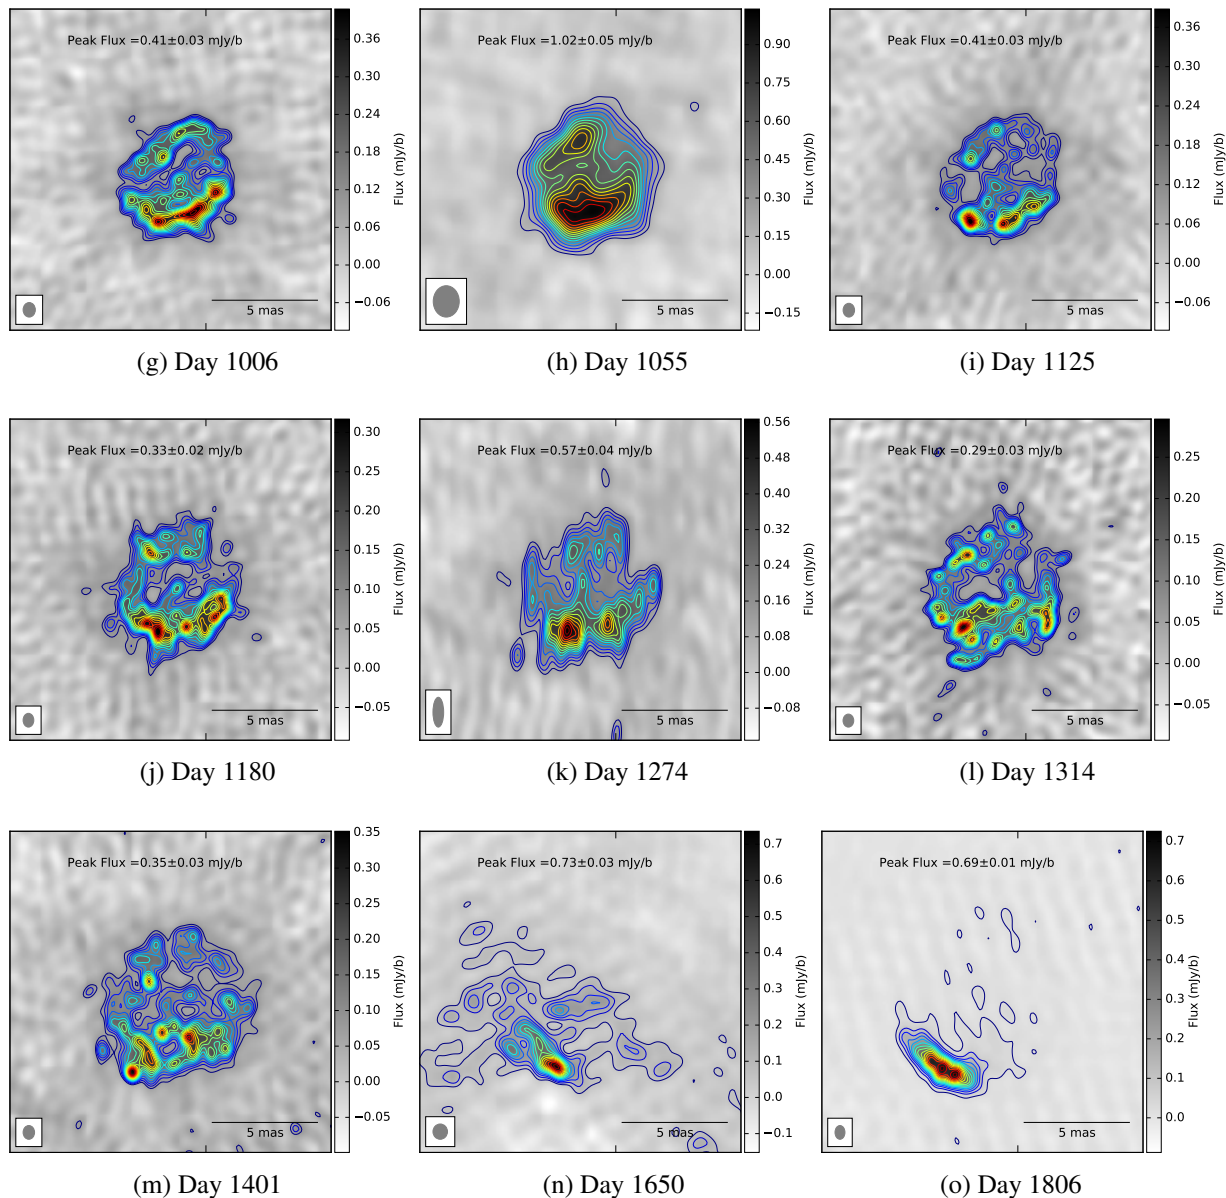 Peak Flux =0.41±0.03 mJy/b
0.36
0.30
0.24
0.18
0.12
0.06
0.00
−0.06
Flux (mJy/b)
5 mas
(g) Day 1006
Peak Flux =1.02±0.05 mJy/b
0.90
0.75
0.60
0.45
0.30
0.15
0.00
−0.15
Flux (mJy/b)
5 mas
(h) Day 1055
Peak Flux =0.41±0.03 mJy/b
0.36
0.30
0.24
0.18
0.12
0.06
0.00
−0.06
Flux (mJy/b)
5 mas
(i) Day 1125
Peak Flux =0.33±0.02 mJy/b
0.30
0.25
0.20
0.15
0.10
0.05
0.00
−0.05
Flux (mJy/b)
5 mas
(j) Day 1180
Peak Flux =0.57±0.04 mJy/b
0.56
0.48
0.40
0.32
0.24
0.16
0.08
0.00
−0.08
Flux (mJy/b)
5 mas
(k) Day 1274
Peak Flux =0.29±0.03 mJy/b
0.25
0.20
0.15
0.10
0.05
0.00
−0.05
Flux (mJy/b)
5 mas
(l) Day 1314
Peak Flux =0.35±0.03 mJy/b
0.35
0.30
0.25
0.20
0.15
0.10
0.05
0.00
−0.05
Flux (mJy/b)
5 mas
(m) Day 1401
Peak Flux =0.73±0.03 mJy/b
0.7
0.6
0.5
0.4
0.3
0.2
0.1
0.0
−0.1
Flux (mJy/b)
5 mas
(n) Day 1650
Peak Flux =0.69±0.01 mJy/b
0.7
0.6
0.5
0.4
0.3
0.2
0.1
0.0
Flux (mJy/b)
5 mas
(o) Day 1806